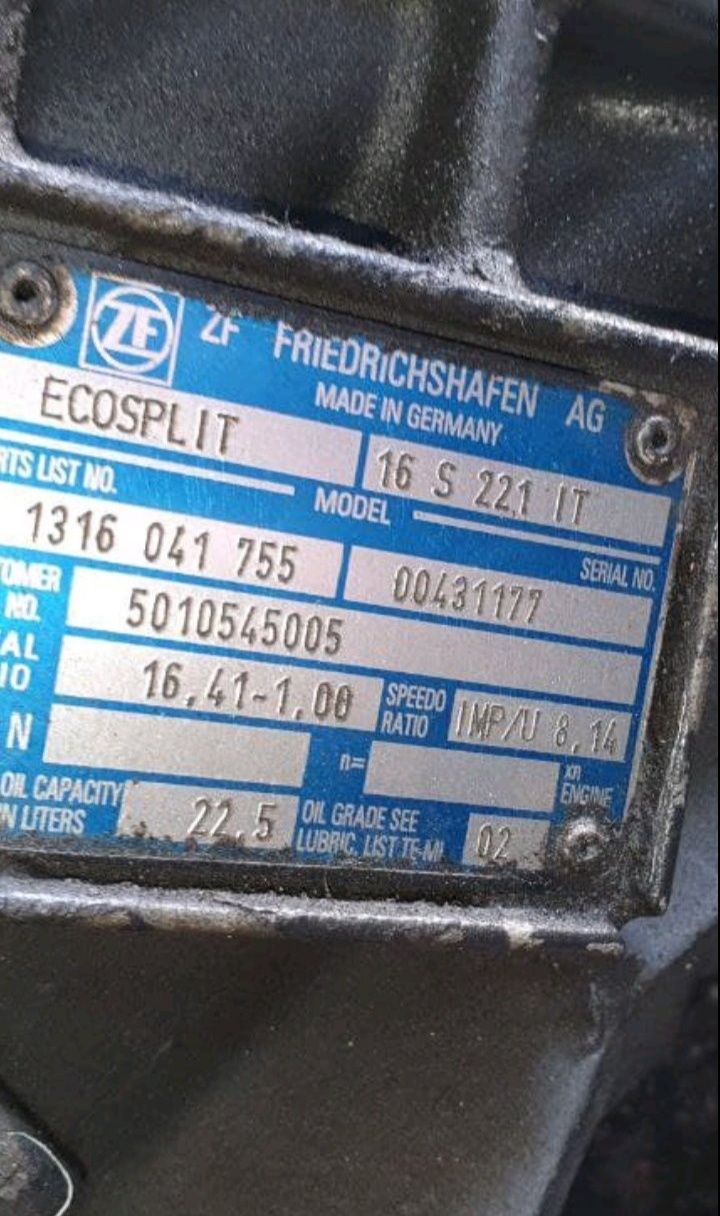 ZF ZF FRIEDRICHSHAFEN AG
MADE IN GERMANY
ECOSPLIT 16 S 221 IT
RTS LIST NO. MODEL SERIAL NO.
1316 041 755 00431177
TOMER NO. 5010545005
AL IO 16,41-1,00 SPEEDO RATIO IMP/U 8,14
N n= xn ENGINE
OIL CAPACITY IN LITERS 22,5 OIL GRADE SEE LUBRIC. LIST TE-ML 02